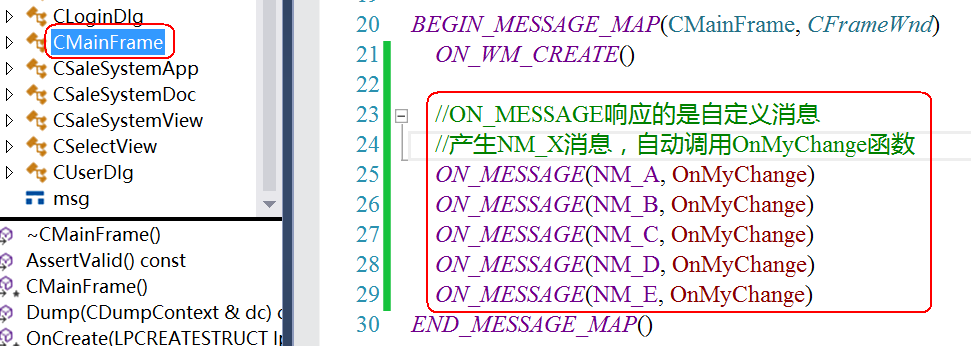 CLoginDlg
CMainFrame
CSaleSystemApp
CSaleSystemDoc
CSaleSystemView
CSelectView
CUserDlg
msg
~CMainFrame()
AssertValid() const
CMainFrame()
Dump(CDumpContext & dc) c
OnCreate(LPCREATESTRUCT lp
20 BEGIN_MESSAGE_MAP(CMainFrame, CFrameWnd)
21 ON_WM_CREATE()
22
23 //ON_MESSAGE响应的是自定义消息
24 //产生NM_X消息，自动调用OnMyChange函数
25 ON_MESSAGE(NM_A, OnMyChange)
26 ON_MESSAGE(NM_B, OnMyChange)
27 ON_MESSAGE(NM_C, OnMyChange)
28 ON_MESSAGE(NM_D, OnMyChange)
29 ON_MESSAGE(NM_E, OnMyChange)
30 END_MESSAGE_MAP()